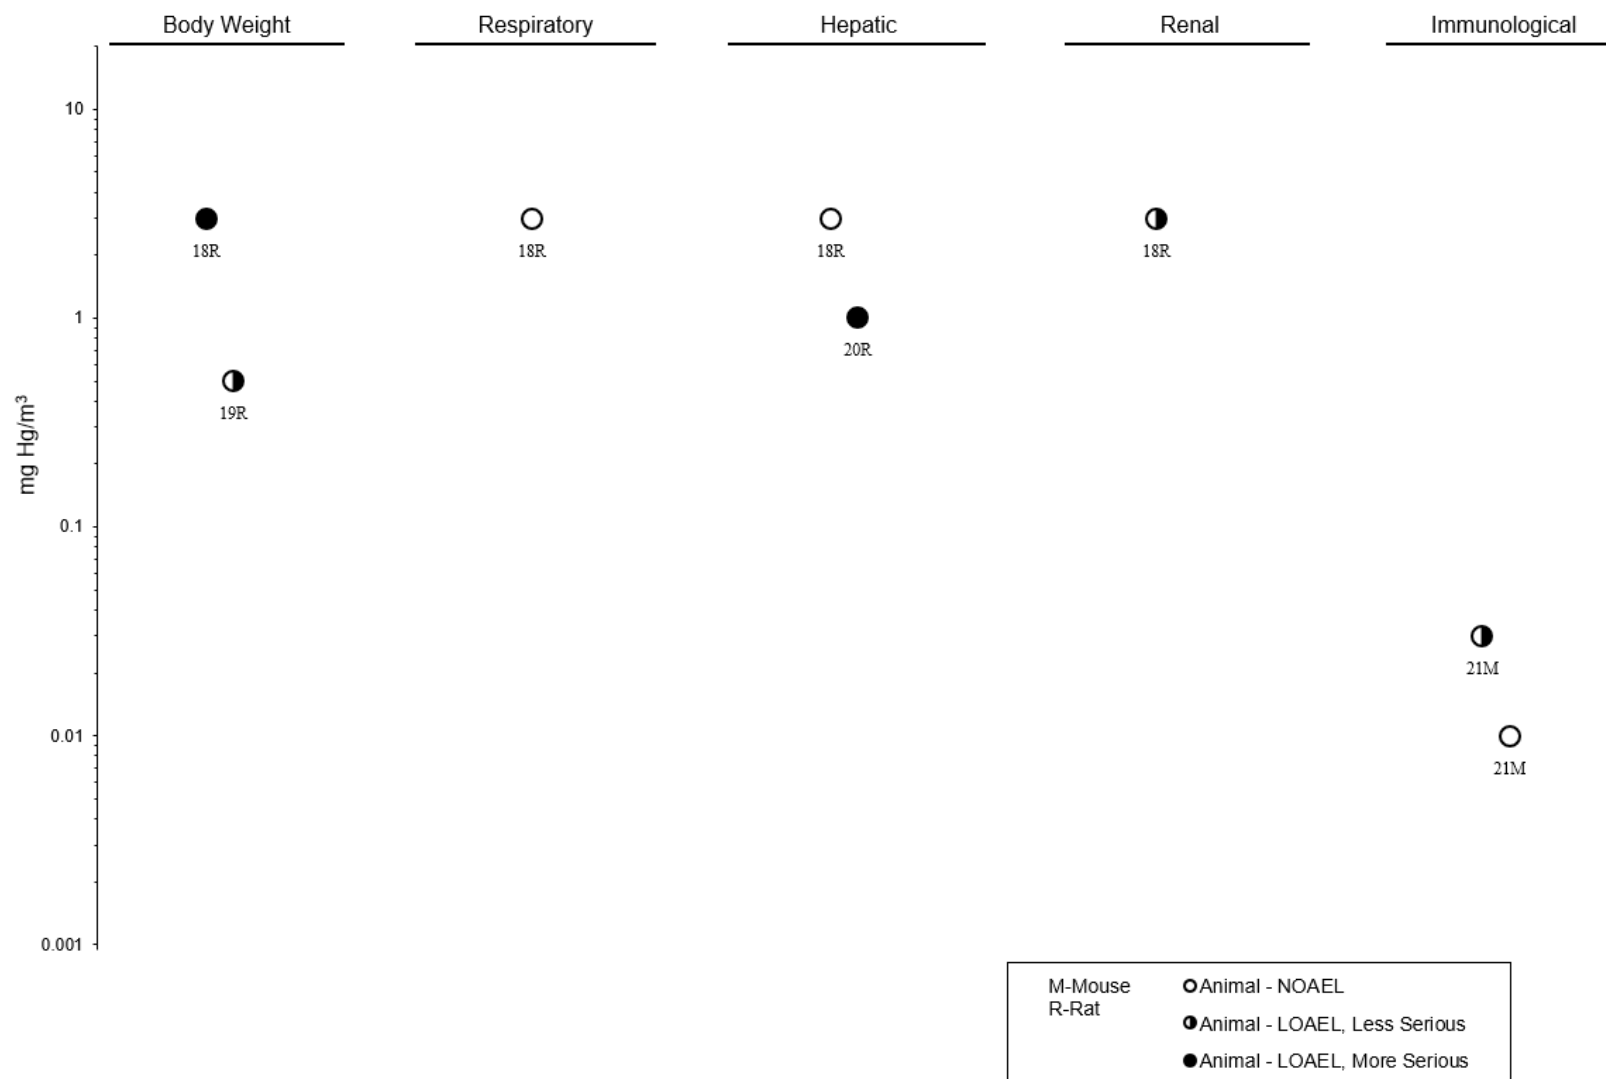 Body Weight Respiratory Hepatic Renal Immunological
10
18R 18R 18R 18R
1
20R
19R
mg Hg/m³
0.1
21M
0.01
21M
0.001
M-Mouse
R-Rat
Animal - NOAEL
Animal - LOAEL, Less Serious
Animal - LOAEL, More Serious